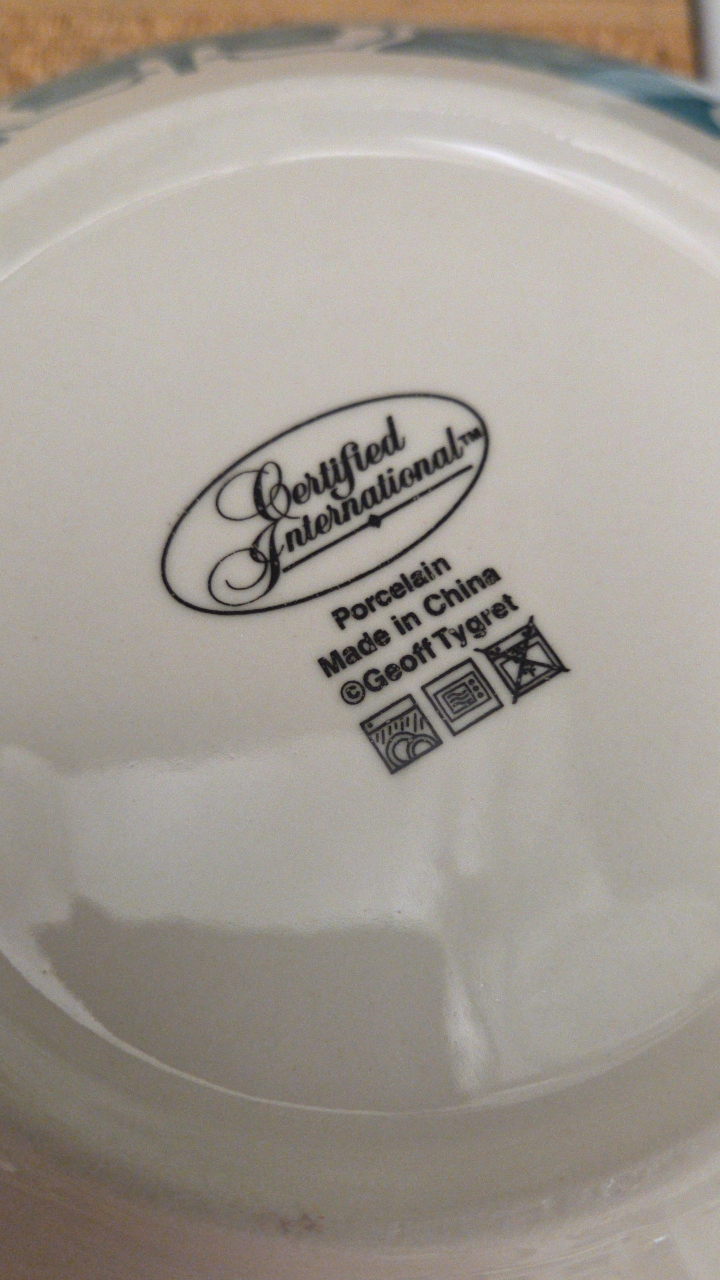 Certified
International™
Porcelain
Made in China
©Geoff Tygret